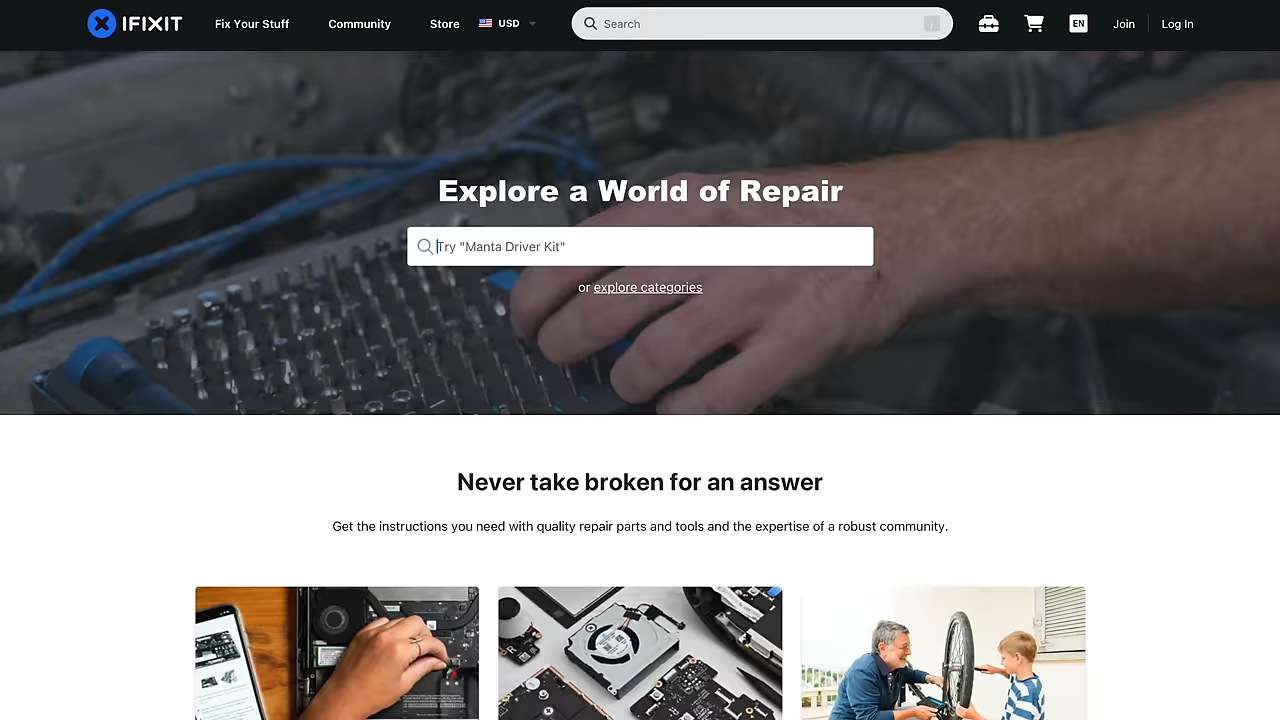 IFIXIT
Fix Your Stuff
Community
Store
USD
Search
/
EN
Join
Log In
Explore a World of Repair
Try "Manta Driver Kit"
or explore categories
Never take broken for an answer
Get the instructions you need with quality repair parts and tools and the expertise of a robust community.